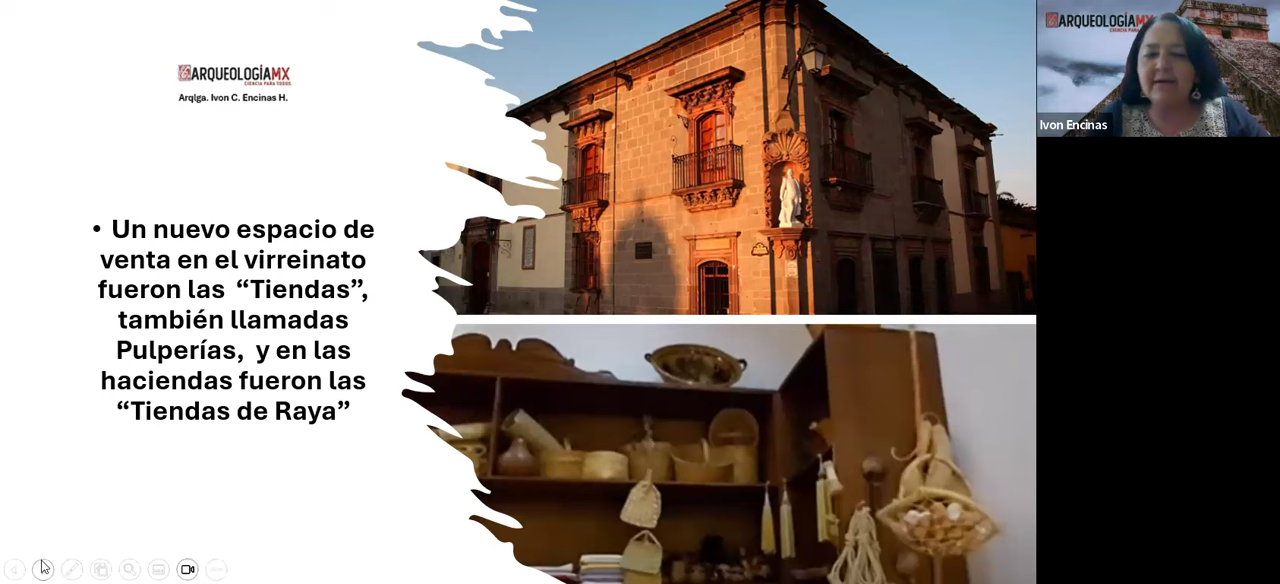 ARQUEOLOGÍAMX
CIENCIA PARA TODOS
Arqlga. Ivon C. Encinas H.
• Un nuevo espacio de
venta en el virreinato
fueron las “Tiendas”,
también llamadas
Pulperías, y en las
haciendas fueron las
“Tiendas de Raya”
ARQUEOLOGÍAMX
Ivon Encinas